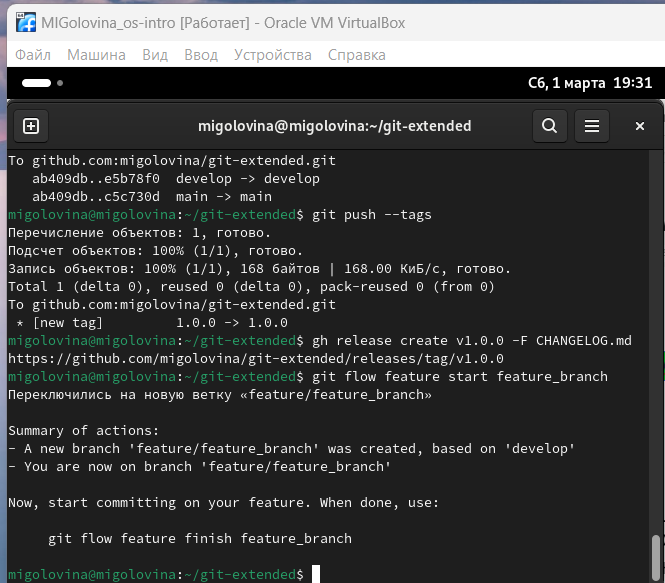 MIGolovina_os-intro [Работает] - Oracle VM VirtualBox
Файл Машина Вид Ввод Устройства Справка
Сб, 1 марта 19:31
migolovina@migolovina:~/git-extended
To github.com:migolovina/git-extended.git
ab409db..e5b78f0 develop -> develop
ab409db..c5c730d main -> main
migolovina@migolovina:~/git-extended$ git push --tags
Перечисление объектов: 1, готово.
Подсчет объектов: 100% (1/1), готово.
Запись объектов: 100% (1/1), 168 байтов | 168.00 КиБ/с, готово.
Total 1 (delta 0), reused 0 (delta 0), pack-reused 0 (from 0)
To github.com:migolovina/git-extended.git
* [new tag] 1.0.0 -> 1.0.0
migolovina@migolovina:~/git-extended$ gh release create v1.0.0 -F CHANGELOG.md
https://github.com/migolovina/git-extended/releases/tag/v1.0.0
migolovina@migolovina:~/git-extended$ git flow feature start feature_branch
Переключились на новую ветку «feature/feature_branch»
Summary of actions:
- A new branch 'feature/feature_branch' was created, based on 'develop'
- You are now on branch 'feature/feature_branch'
Now, start committing on your feature. When done, use:
git flow feature finish feature_branch
migolovina@migolovina:~/git-extended$